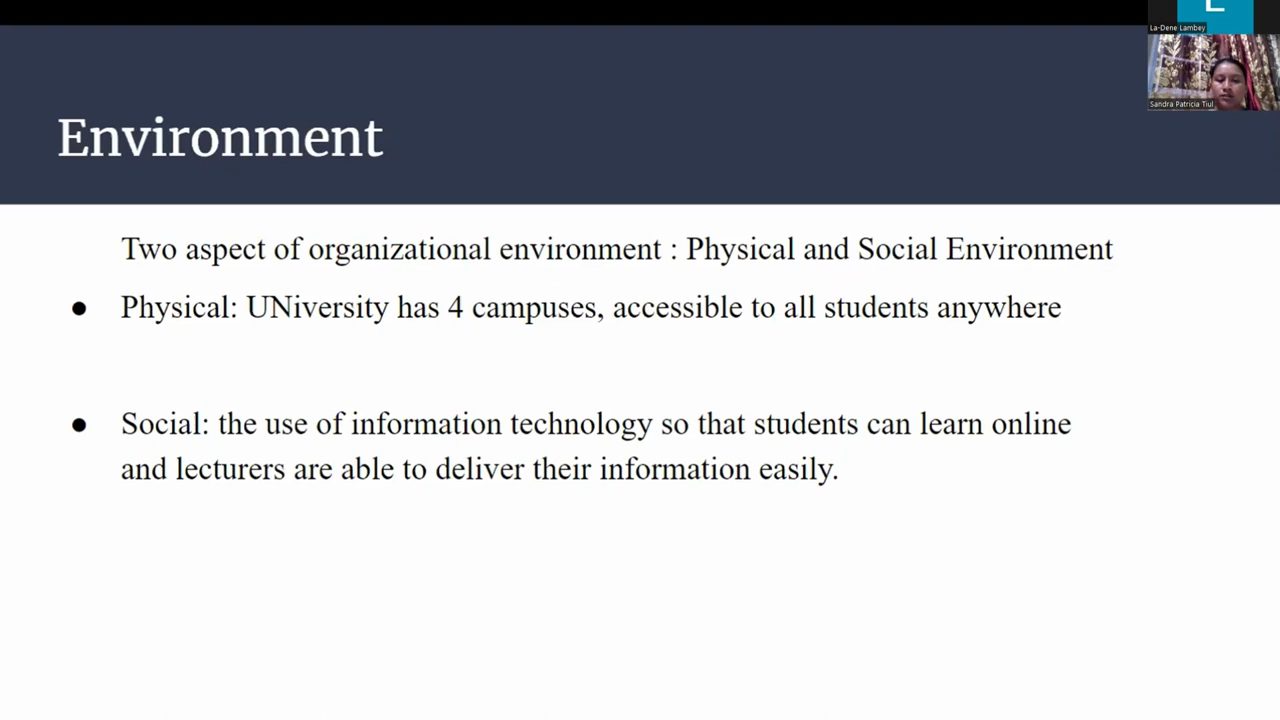 La-Dene Lambey
Sandra Patricia Tiul
Environment
Two aspect of organizational environment : Physical and Social Environment
● Physical: UNiversity has 4 campuses, accessible to all students anywhere
● Social: the use of information technology so that students can learn online
and lecturers are able to deliver their information easily.